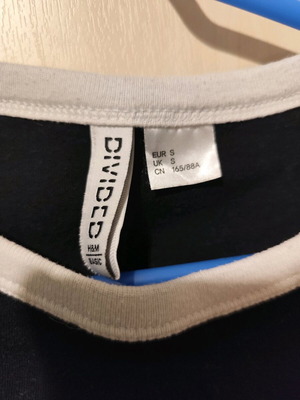 DIVIDED
H&M
EUR S
UK S
CN 165/88A